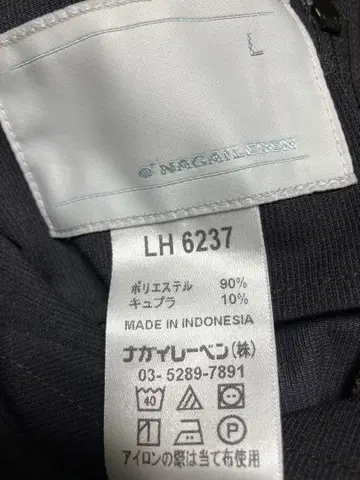 L
NAGAILEBEN
LH 6237
ポリエステル 90%
キュプラ 10%
MADE IN INDONESIA
ナガイレーベン(株)
03-5289-7891
40
P
アイロンの際は当て布使用